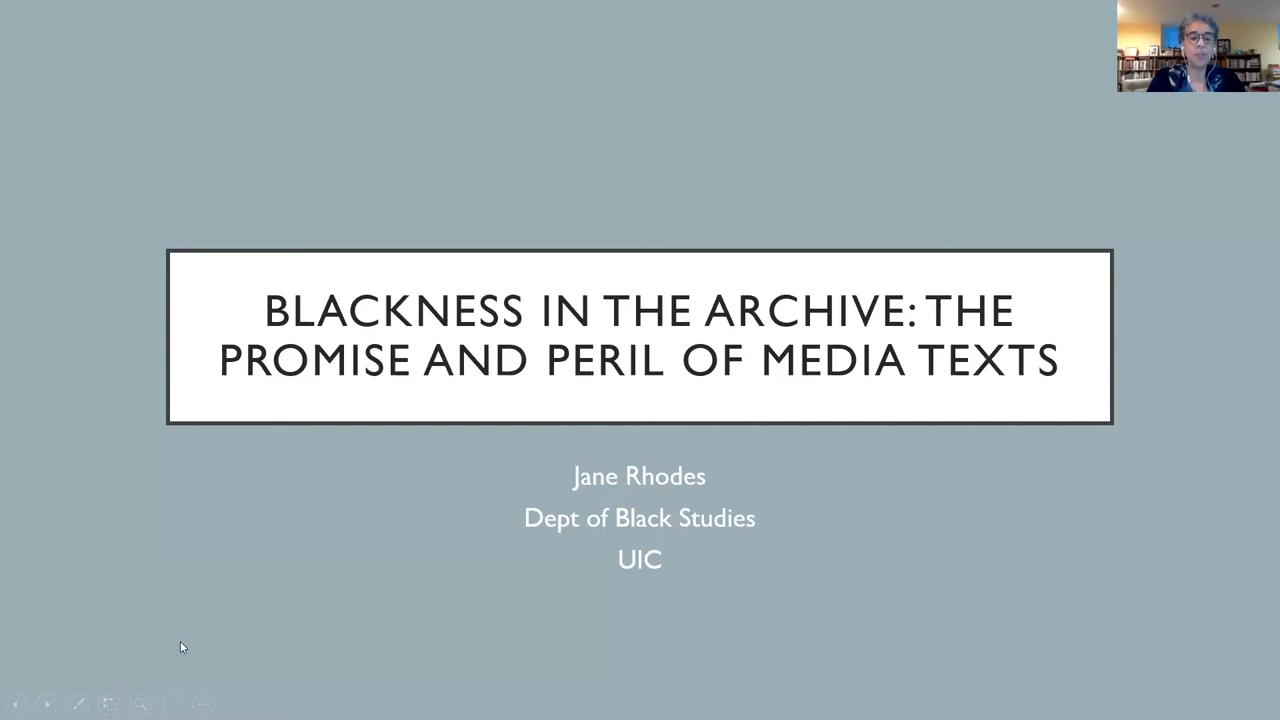 BLACKNESS IN THE ARCHIVE: THE
PROMISE AND PERIL OF MEDIA TEXTS
Jane Rhodes
Dept of Black Studies
UIC